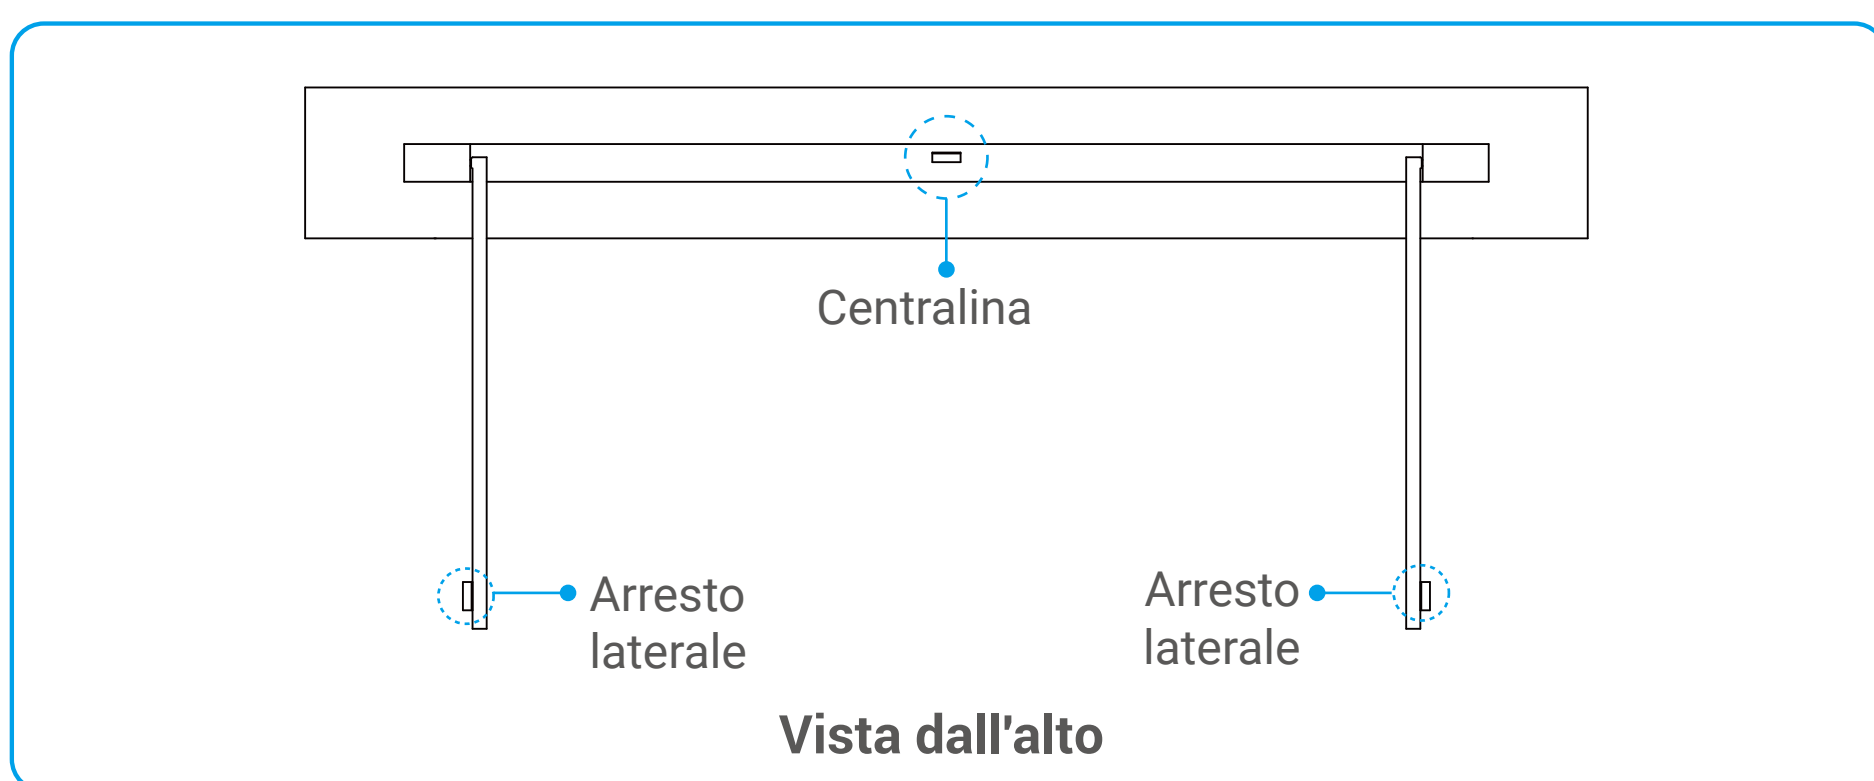 Centralina
Arresto
laterale
Arresto
laterale
Vista dall'alto